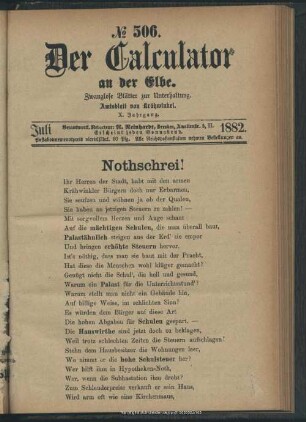 № 506.
Der Calculator
an der Elbe.
Zwanglose Blätter zur Unterhaltung.
Amtsblatt von Krähwinkel.
X. Jahrgang.
Juli
1882.
Nothschrei!
Ihr Herren der Stadt, habt mit den armen
Krähwinkler Bürgern doch nur Erbarmen,
Sie seufzen und stöhnen ja ob der Qualen,
Sie haben an jetzigen Steuern zu zahlen! —
Mit sorgvollem Herzen und Auge schaut
Auf die mächtigen Schulen, die man überall baut,
Palastähnlich steigen aus der Erd' sie empor
Und bringen erhöhte Steuern hervor.
Ist's nöthig, dass man sie baut mit der Pracht,
Hat dies die Menschen wohl klüger gemacht?
Genügt nicht die Schul', die hell und gesund,
Warum ein Palast für die Unterrichtsstund'?
Warum stellt man nicht ein Gebäude hin,
Auf billige Weise, im schlichten Sinn?
Es würden dem Bürger auf diese Art
Die hohen Abgaben für Schulen gespart. —
Die Hauswirthe sind jetzt doch zu beklagen,
Weil trotz erhöhten Zeiten die Steuern aufschlagen!
Stehn dem Hausbesitzer die Wohnungen leer,
Wo nimmt er die hohe Schulsteuer her?
Wer hilft ihm in Hypotheken-Noth,
Wer, wenn die Subhastation ihm droht?
Zum Schleuderpreise verkauft er sein Haus,
Wird arm oft wie eine Kirchenmaus,